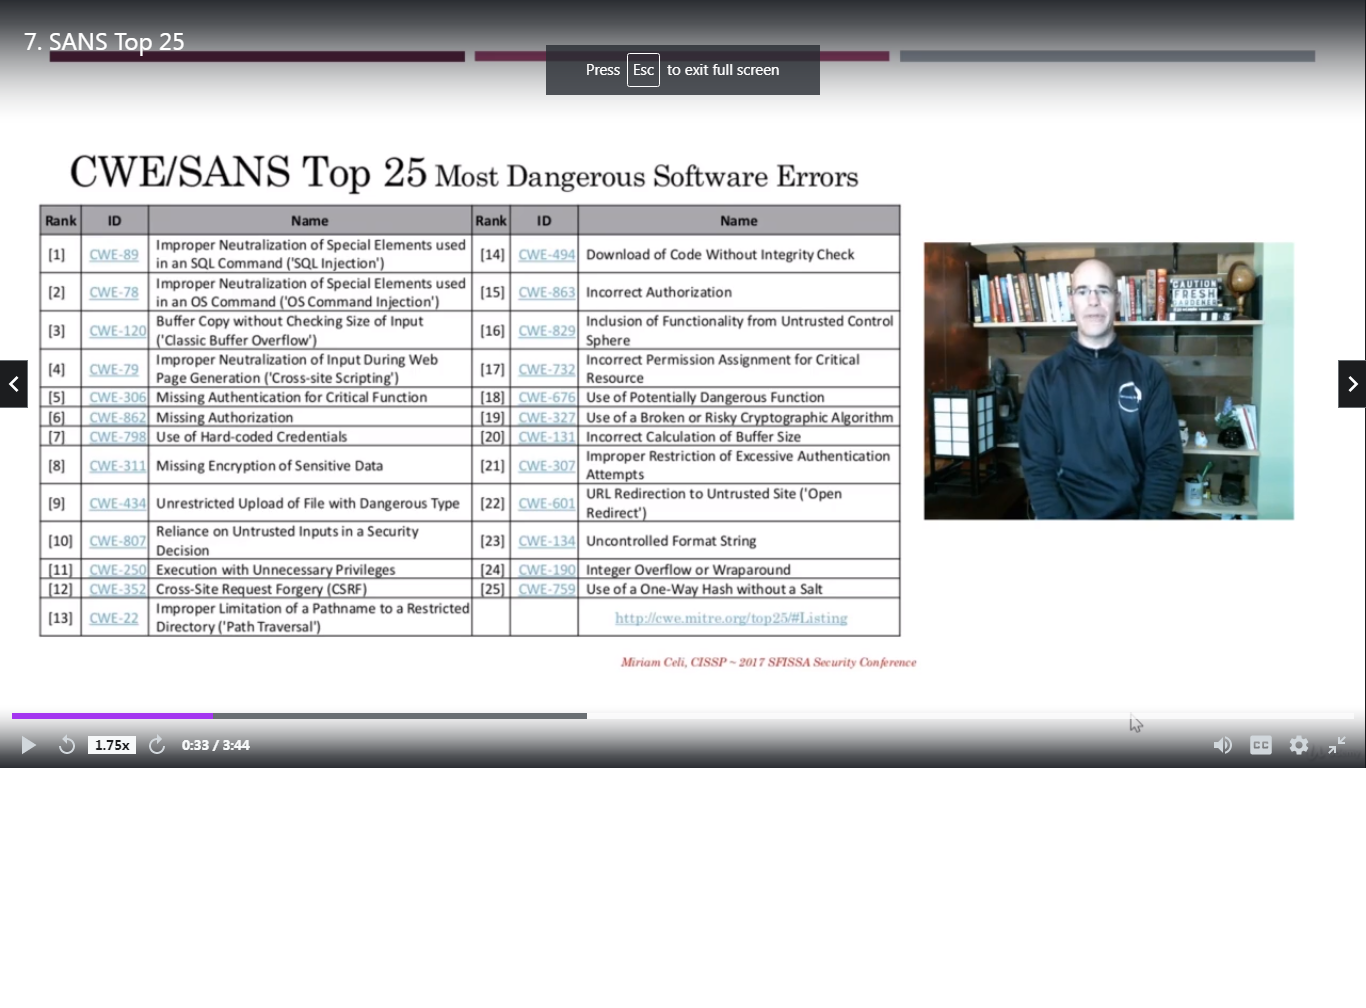 7. SANS Top 25
Press Esc to exit full screen
CWE/SANS Top 25 Most Dangerous Software Errors
Rank ID Name Rank ID Name
[1] CWE-89 Improper Neutralization of Special Elements used
in an SQL Command ('SQL Injection')
[14] CWE-494 Download of Code Without Integrity Check
[2] CWE-78 Improper Neutralization of Special Elements used
in an OS Command ('OS Command Injection')
[15] CWE-863 Incorrect Authorization
[3] CWE-120 Buffer Copy without Checking Size of Input
('Classic Buffer Overflow')
[16] CWE-829 Inclusion of Functionality from Untrusted Control
Sphere
[4] CWE-79 Improper Neutralization of Input During Web
Page Generation ('Cross-site Scripting')
[17] CWE-732 Incorrect Permission Assignment for Critical
Resource
[5] CWE-306 Missing Authentication for Critical Function
[18] CWE-676 Use of Potentially Dangerous Function
[6] CWE-862 Missing Authorization
[19] CWE-327 Use of a Broken or Risky Cryptographic Algorithm
[7] CWE-798 Use of Hard-coded Credentials
[20] CWE-131 Incorrect Calculation of Buffer Size
[8] CWE-311 Missing Encryption of Sensitive Data
[21] CWE-307 Improper Restriction of Excessive Authentication
Attempts
[9] CWE-434 Unrestricted Upload of File with Dangerous Type
[22] CWE-601 URL Redirection to Untrusted Site ('Open
Redirect')
[10] CWE-807 Reliance on Untrusted Inputs in a Security
Decision
[23] CWE-134 Uncontrolled Format String
[11] CWE-250 Execution with Unnecessary Privileges
[24] CWE-190 Integer Overflow or Wraparound
[12] CWE-352 Cross-Site Request Forgery (CSRF)
[25] CWE-759 Use of a One-Way Hash without a Salt
[13] CWE-22 Improper Limitation of a Pathname to a Restricted
Directory ('Path Traversal')
http://cwe.mitre.org/top25/#Listing
Miriam Celi, CISSP ~ 2017 SFISSA Security Conference
CAUTION
FRESH
GARDENER
1.75x 0:33 / 3:44 CC